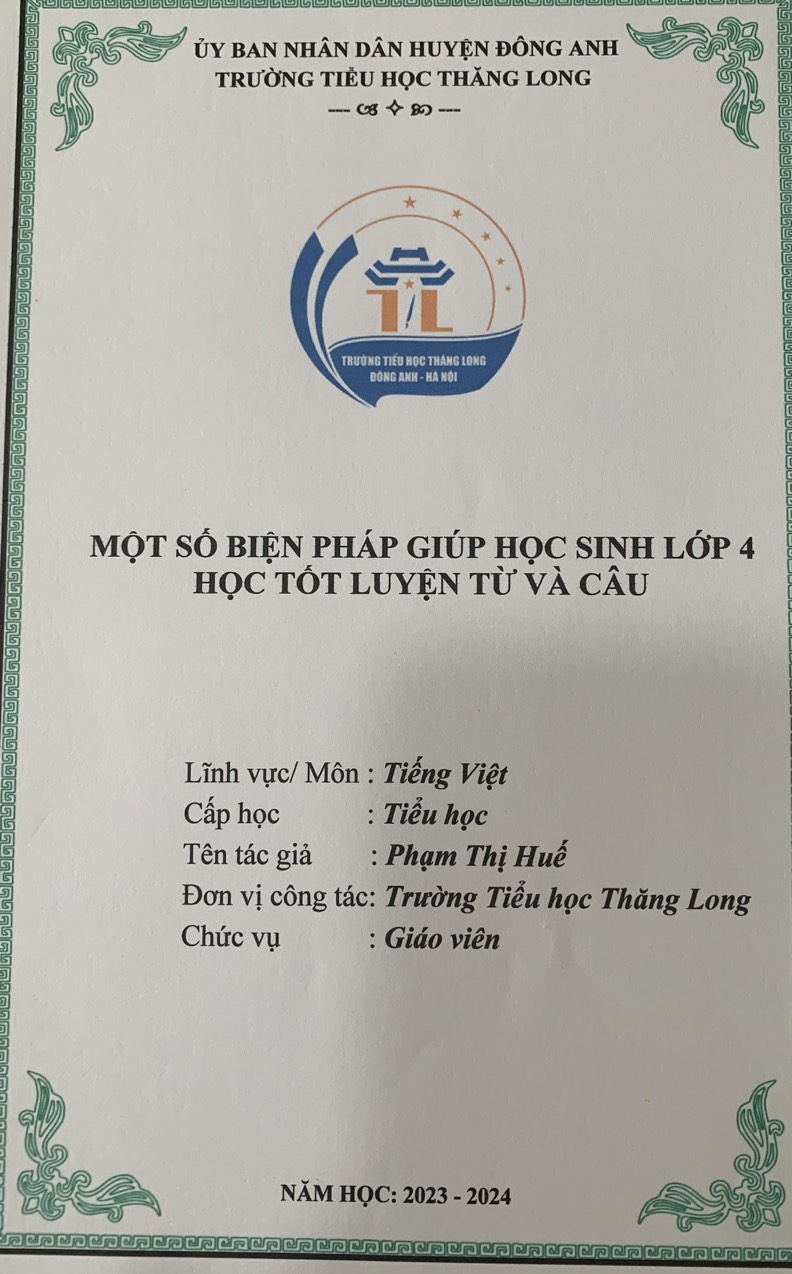 ỦY BAN NHÂN DÂN HUYỆN ĐÔNG ANH
TRƯỜNG TIỂU HỌC THĂNG LONG
TL
TRƯỜNG TIỂU HỌC THĂNG LONG
ĐÔNG ANH - HÀ NỘI
MỘT SỐ BIỆN PHÁP GIÚP HỌC SINH LỚP 4
HỌC TỐT LUYỆN TỪ VÀ CÂU
Lĩnh vực/ Môn : Tiếng Việt
Cấp học : Tiểu học
Tên tác giả : Phạm Thị Huế
Đơn vị công tác: Trường Tiểu học Thăng Long
Chức vụ : Giáo viên
NĂM HỌC: 2023 - 2024